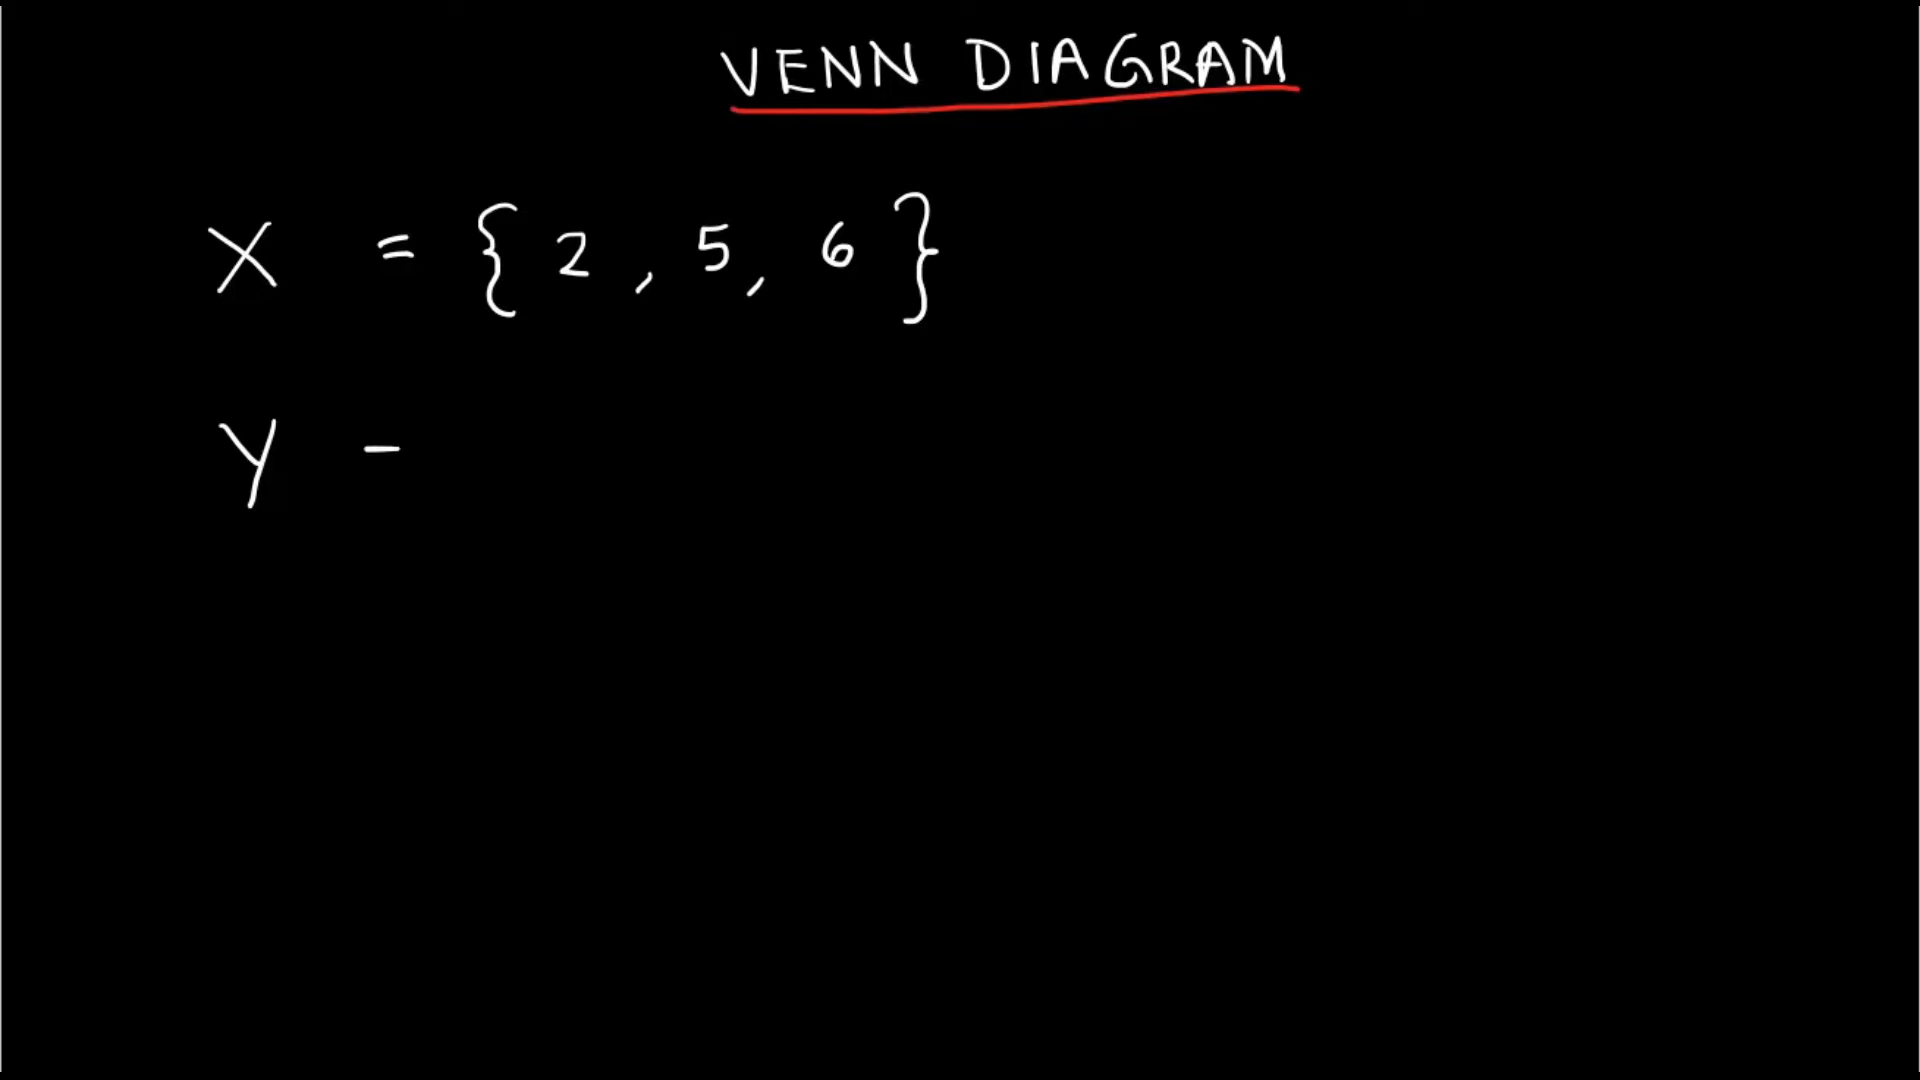 VENN DIAGRAM
X = { 2 , 5 , 6 }
Y -